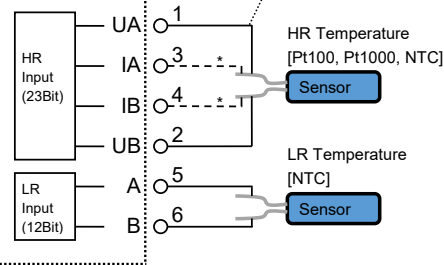 HR
Input
(23Bit)
UA 1
IA 3 *
IB 4 *
UB 2
HR Temperature
[Pt100, Pt1000, NTC]
Sensor
LR
Input
(12Bit)
A 5
B 6
LR Temperature
[NTC]
Sensor